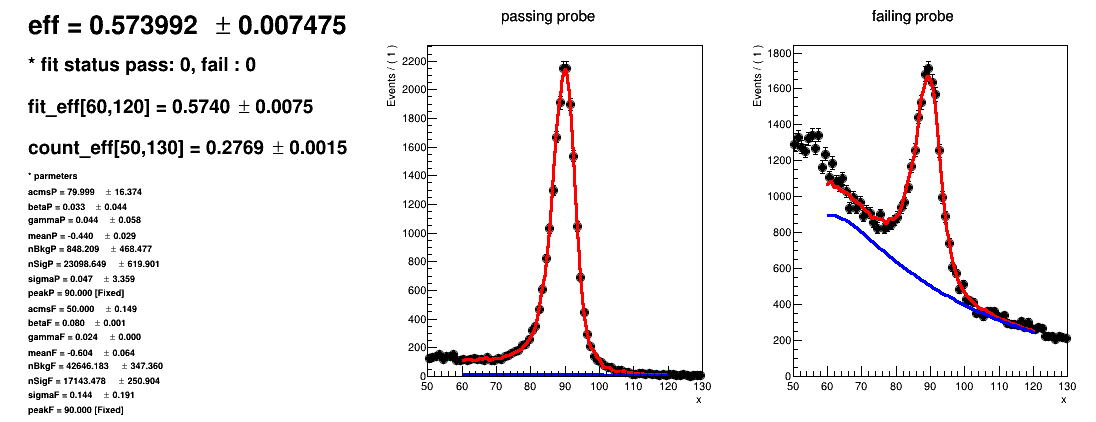 eff = 0.573992 ± 0.007475
* fit status pass: 0, fail : 0
fit_eff[60,120] = 0.5740 ± 0.0075
count_eff[50,130] = 0.2769 ± 0.0015
* parmeters
acmsP = 79.999 ± 16.374
betaP = 0.033 ± 0.044
gammaP = 0.044 ± 0.058
meanP = -0.440 ± 0.029
nBkgP = 848.209 ± 468.477
nSigP = 23098.649 ± 619.901
sigmaP = 0.047 ± 3.359
peakP = 90.000 [Fixed]
acmsF = 50.000 ± 0.149
betaF = 0.080 ± 0.001
gammaF = 0.024 ± 0.000
meanF = -0.604 ± 0.064
nBkgF = 42646.183 ± 347.360
nSigF = 17143.478 ± 250.904
sigmaF = 0.144 ± 0.191
peakF = 90.000 [Fixed]
passing probe
Events / ( 1 )
2200
2000
1800
1600
1400
1200
1000
800
600
400
200
0
50 60 70 80 90 100 110 120 130
x
failing probe
Events / ( 1 )
1800
1600
1400
1200
1000
800
600
400
200
0
50 60 70 80 90 100 110 120 130
x